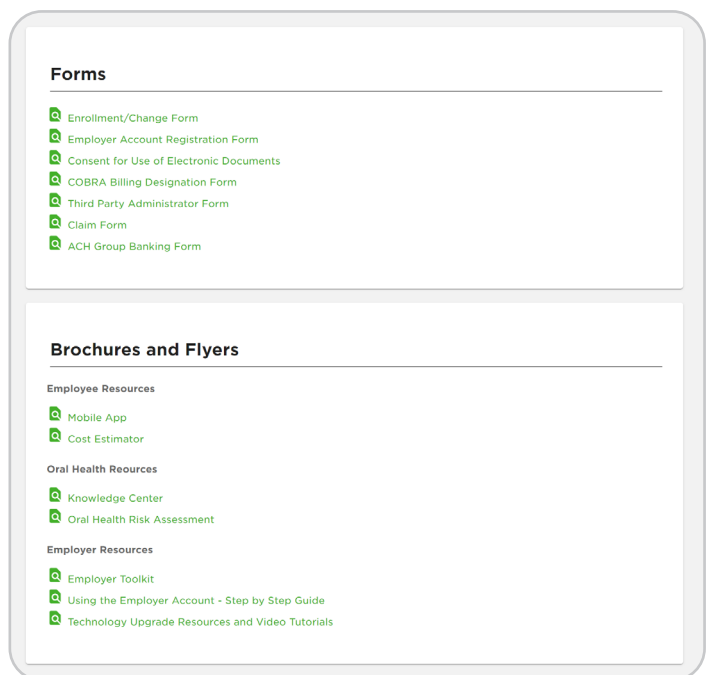 Forms
Enrollment/Change Form
Employer Account Registration Form
Consent for Use of Electronic Documents
COBRA Billing Designation Form
Third Party Administrator Form
Claim Form
ACH Group Banking Form
Brochures and Flyers
Employee Resources
Mobile App
Cost Estimator
Oral Health Reources
Knowledge Center
Oral Health Risk Assessment
Employer Resources
Employer Toolkit
Using the Employer Account - Step by Step Guide
Technology Upgrade Resources and Video Tutorials